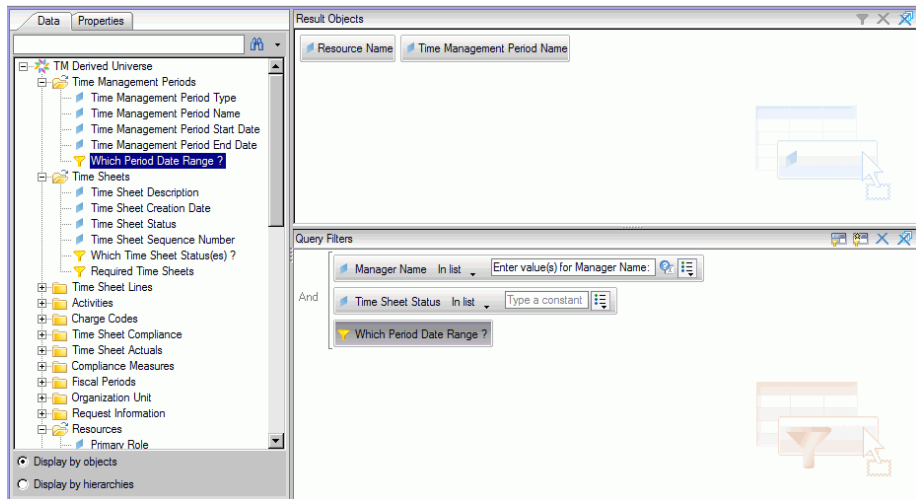 Data Properties
TM Derived Universe
Time Management Periods
Time Management Period Type
Time Management Period Name
Time Management Period Start Date
Time Management Period End Date
Which Period Date Range ?
Time Sheets
Time Sheet Description
Time Sheet Creation Date
Time Sheet Status
Time Sheet Sequence Number
Which Time Sheet Status(es) ?
Required Time Sheets
Time Sheet Lines
Activities
Charge Codes
Time Sheet Compliance
Time Sheet Actuals
Compliance Measures
Fiscal Periods
Organization Unit
Request Information
Resources
Primary Role
Display by objects
Display by hierarchies
Result Objects
Resource Name Time Management Period Name
Query Filters
And
Manager Name In list Enter value(s) for Manager Name:
Time Sheet Status In list Type a constant
Which Period Date Range ?